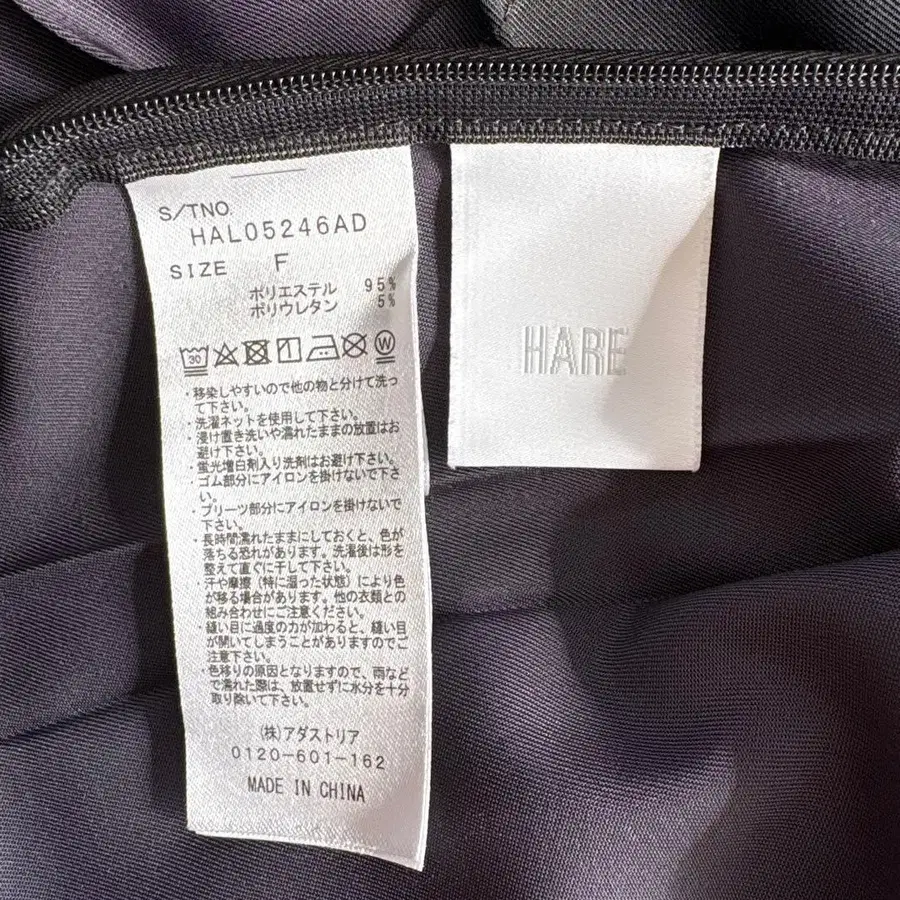 S/TNO.
HAL05246AD
SIZE F
ポリエステル 95%
ポリウレタン 5%
30 W
・移染しやすいので他の物と分けて洗っ
て下さい。
・洗濯ネットを使用して下さい。
・浸け置き洗いや濡れたままの放置はお
避け下さい。
・蛍光増白剤入り洗剤はお避け下さい。
・ゴム部分にアイロンを掛けないで下さ
い。
・プリーツ部分にアイロンを掛けないで
下さい。
・長時間濡れたままにしておくと、色が
落ちる恐れがあります。洗濯後は形を
整えて直ぐに干して下さい。
・汗や摩擦（特に湿った状態）により色
が移る場合があります。他の衣類との
組み合わせにご注意ください。
・縫い目に過度の力が加わると、縫い目
が開いてしまうことがありますのでご
注意下さい。
・色移りの原因となりますので、雨など
で濡れた際は、放置せずに水分を十分
取り除いて下さい。
(株)アダストリア
0120-601-162
MADE IN CHINA
HARE